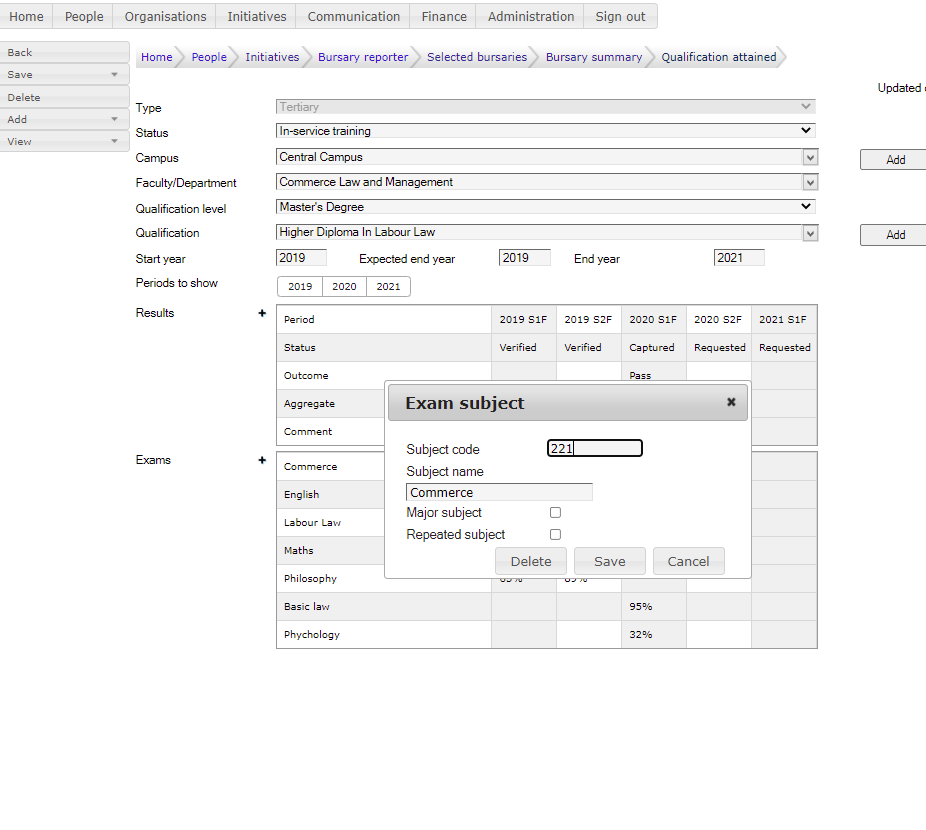 Home People Organisations Initiatives Communication Finance Administration Sign out
Back
Save
Delete
Add
View
Home People Initiatives Bursary reporter Selected bursaries Bursary summary Qualification attained
Updated
Type Tertiary
Status In-service training
Campus Central Campus Add
Faculty/Department Commerce Law and Management
Qualification level Master's Degree
Qualification Higher Diploma In Labour Law Add
Start year 2019 Expected end year 2019 End year 2021
Periods to show 2019 2020 2021
Results + Period 2019 S1F 2019 S2F 2020 S1F 2020 S2F 2021 S1F
Status Verified Verified Captured Requested Requested
Outcome Pass
Aggregate
Comment
Exam subject ✖
Subject code 221
Subject name
Commerce
Major subject
Repeated subject
Delete Save Cancel
Exams + Commerce
English
Labour Law
Maths
Philosophy
Basic law 95%
Phychology 32%